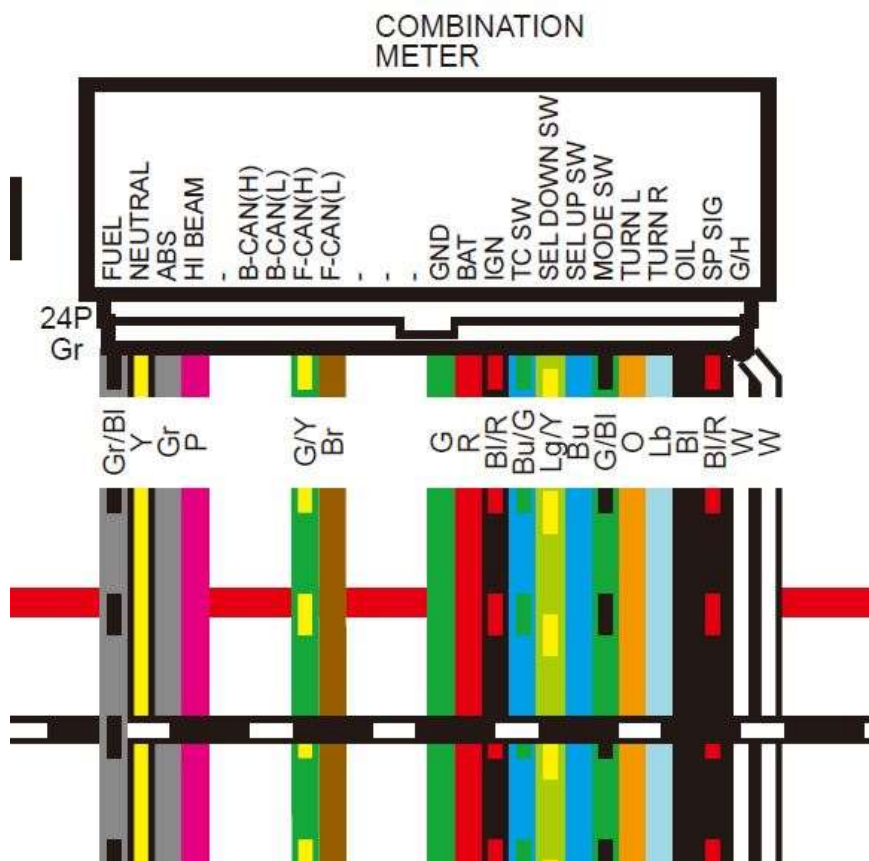 COMBINATION
METER
FUEL
NEUTRAL
ABS
HI BEAM
-
B-CAN(H)
B-CAN(L)
F-CAN(H)
F-CAN(L)
-
-
-
GND
BAT
IGN
TC SW
SEL DOWN SW
SEL UP SW
MODE SW
TURN L
TURN R
OIL
SP SIG
G/H
24P
Gr
Gr/Bl
Y
Gr
P
G/Y
Br
G
R
Bl/R
Bu/G
Lg/Y
Bu
G/Bl
O
Lb
Bl
Bl/R
W
W